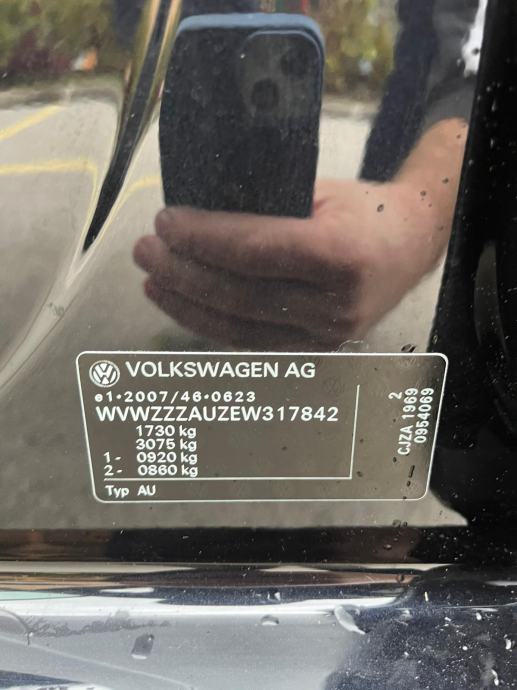 VOLKSWAGEN AG
e1*2007/46*0623
WVWZZZAUZEW317842
1730 kg
3075 kg
1- 0920 kg
2- 0860 kg
Typ AU
2
CJZA 1969
0954069